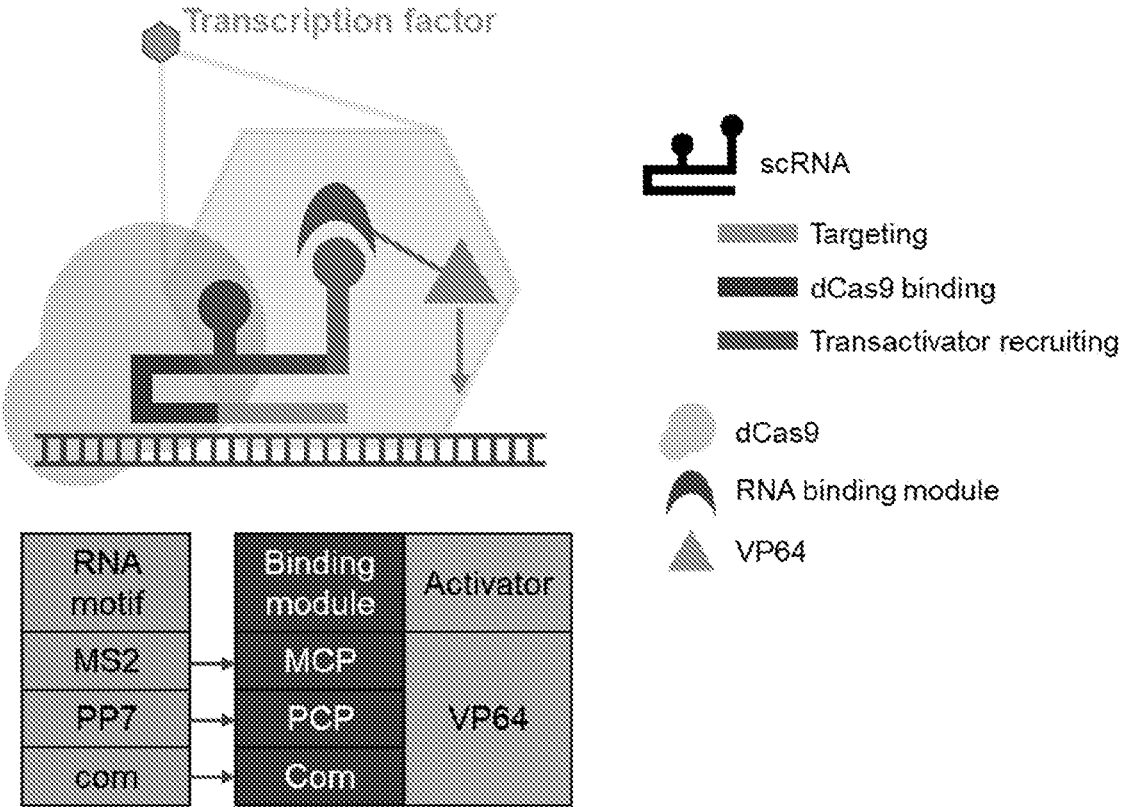 Transcription factor
scRNA
Targeting
dCas9 binding
Transactivator recruiting
dCas9
RNA binding module
VP64
RNA
motif
Binding
module
Activator
MS2
MCP
PP7
PCP
VP64
com
Com